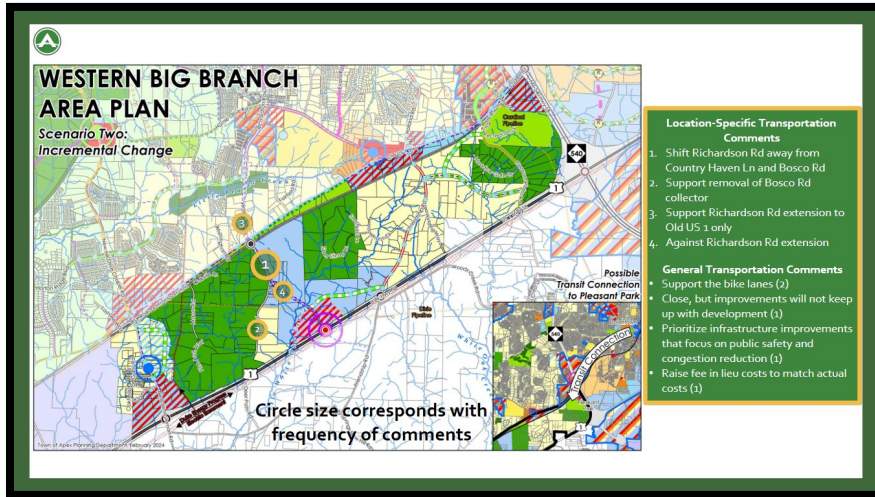 WESTERN BIG BRANCH
AREA PLAN
Scenario Two:
Incremental Change
Cardinal
Pipeline
540
1
3
1
4
2
1
Possible
Transit Connection
to Pleasant Park
540
Transit Connection
1
Circle size corresponds with
frequency of comments
Town of Apex Planning Department: February 2024
Location-Specific Transportation
Comments
1. Shift Richardson Rd away from
Country Haven Ln and Bosco Rd
2. Support removal of Bosco Rd
collector
3. Support Richardson Rd extension to
Old US 1 only
4. Against Richardson Rd extension
General Transportation Comments
• Support the bike lanes (2)
• Close, but improvements will not keep
up with development (1)
• Prioritize infrastructure improvements
that focus on public safety and
congestion reduction (1)
• Raise fee in lieu costs to match actual
costs (1)